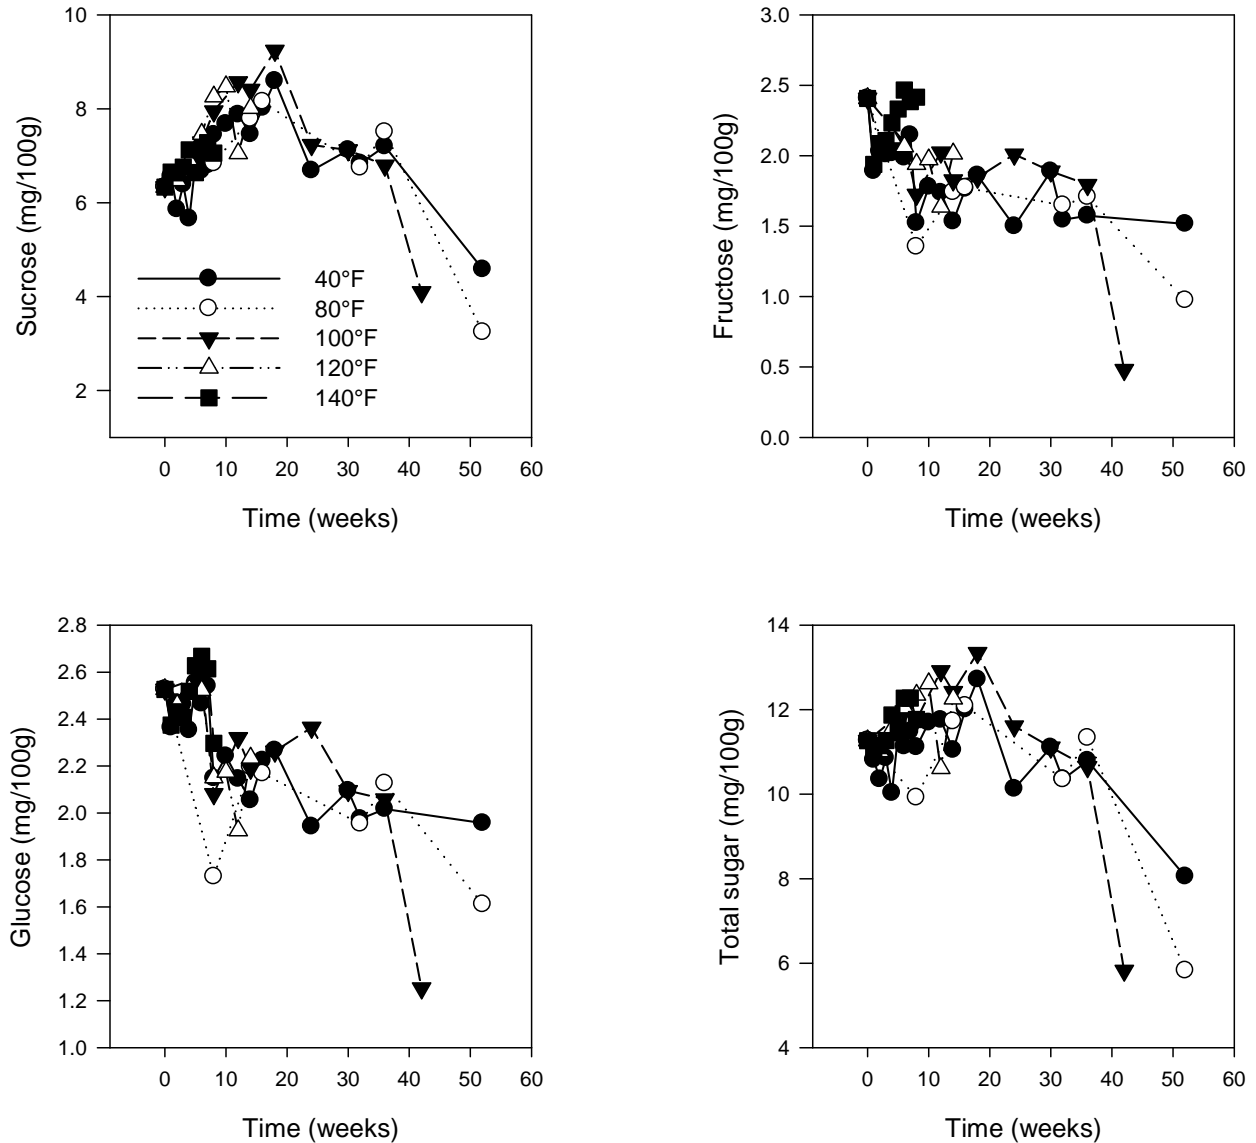 Sucrose (mg/100g)
10
8
6
4
2
40°F
80°F
100°F
120°F
140°F
0 10 20 30 40 50 60
Time (weeks)
Fructose (mg/100g)
3.0
2.5
2.0
1.5
1.0
0.5
0.0
0 10 20 30 40 50 60
Time (weeks)
Glucose (mg/100g)
2.8
2.6
2.4
2.2
2.0
1.8
1.6
1.4
1.2
1.0
0 10 20 30 40 50 60
Time (weeks)
Total sugar (mg/100g)
14
12
10
8
6
4
0 10 20 30 40 50 60
Time (weeks)